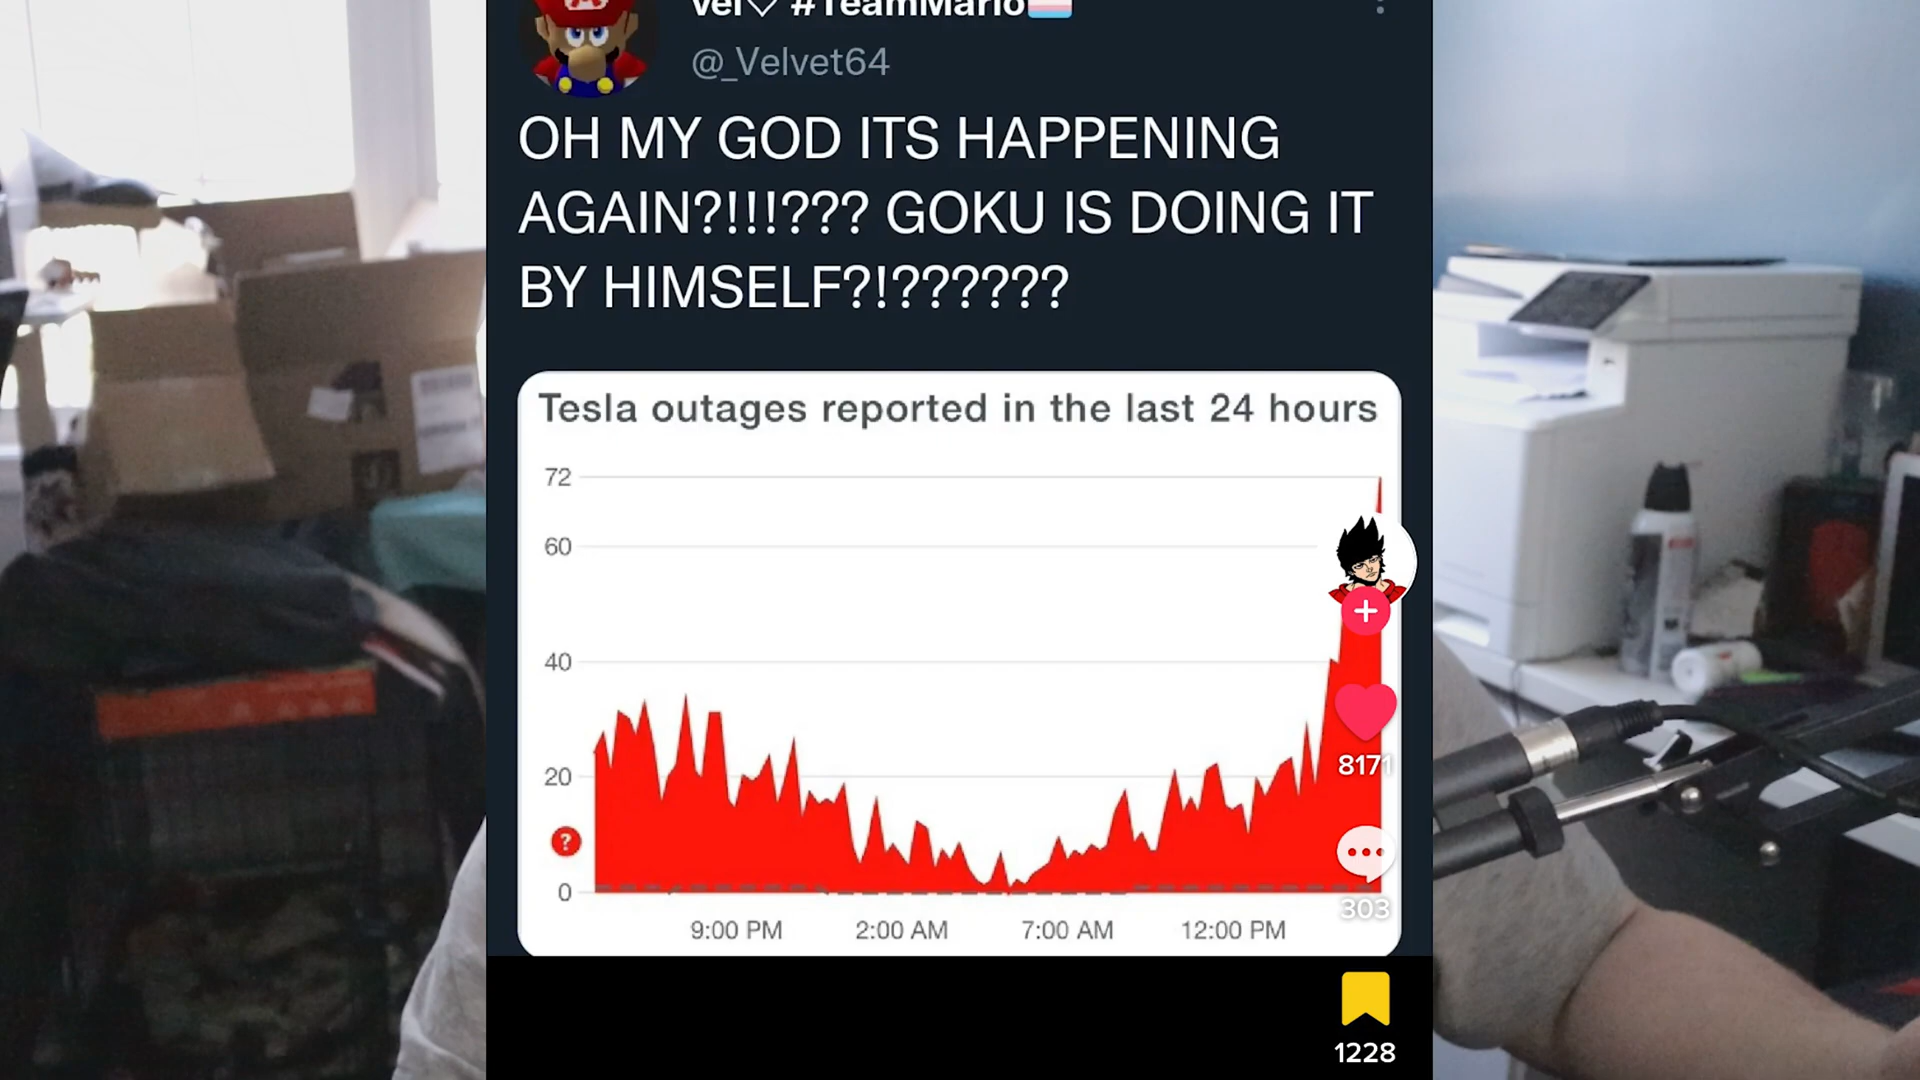 Vel♡ #TeamMario
@_Velvet64
OH MY GOD ITS HAPPENING
AGAIN?!!!??? GOKU IS DOING IT
BY HIMSELF?!??????
Tesla outages reported in the last 24 hours
72
60
40
20
0
?
9:00 PM 2:00 AM 7:00 AM 12:00 PM
8171
303
1228